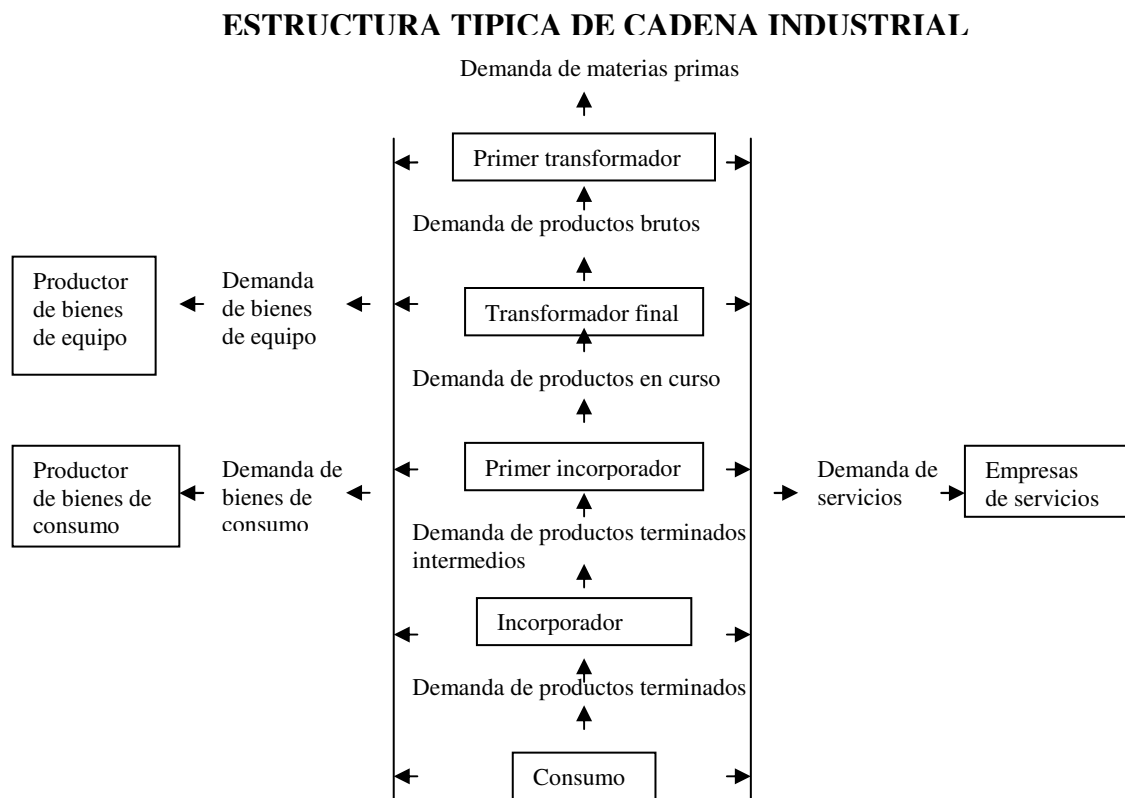 ESTRUCTURA TIPICA DE CADENA INDUSTRIAL
Demanda de materias primas
Primer transformador
Demanda de productos brutos
Productor
de bienes
de equipo
Demanda
de bienes
de equipo
Transformador final
Demanda de productos en curso
Productor
de bienes de
consumo
Demanda de
bienes de
consumo
Primer incorporador
Demanda de
servicios
Empresas
de servicios
Demanda de productos terminados
intermedios
Incorporador
Demanda de productos terminados
Consumo